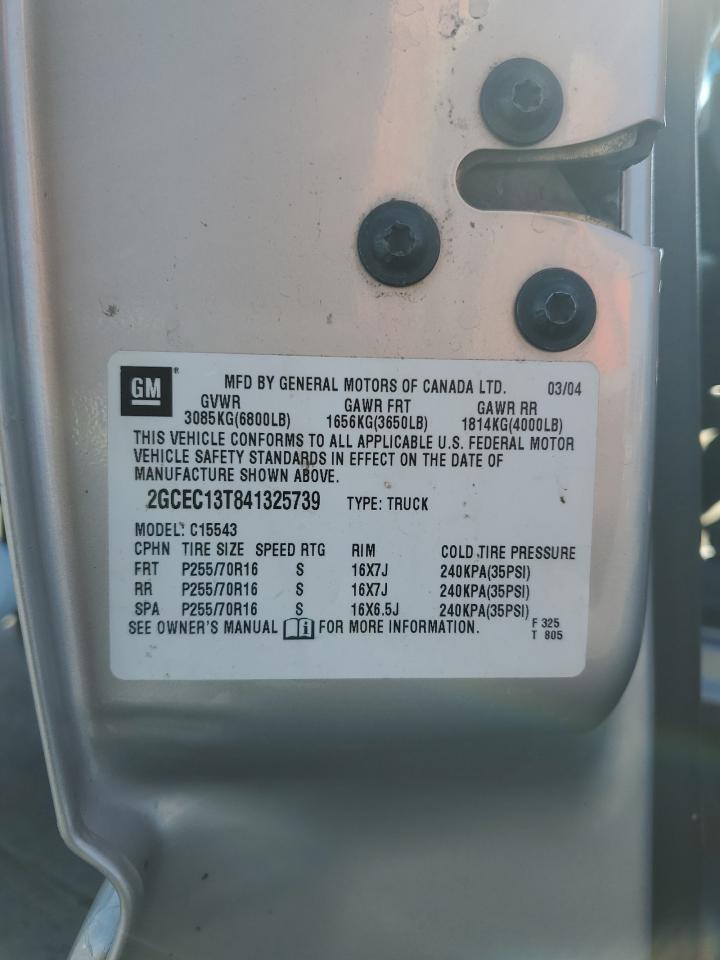 GM ® MFD BY GENERAL MOTORS OF CANADA LTD. 03/04
GVWR GAWR FRT GAWR RR
3085KG(6800LB) 1656KG(3650LB) 1814KG(4000LB)
THIS VEHICLE CONFORMS TO ALL APPLICABLE U.S. FEDERAL MOTOR
VEHICLE SAFETY STANDARDS IN EFFECT ON THE DATE OF
MANUFACTURE SHOWN ABOVE.
2GCEC13T841325739 TYPE: TRUCK
MODEL: C15543
CPHN TIRE SIZE SPEED RTG RIM COLD TIRE PRESSURE
FRT P255/70R16 S 16X7J 240KPA(35PSI)
RR P255/70R16 S 16X7J 240KPA(35PSI)
SPA P255/70R16 S 16X6.5J 240KPA(35PSI)
SEE OWNER'S MANUAL i FOR MORE INFORMATION.
F 325
T 805